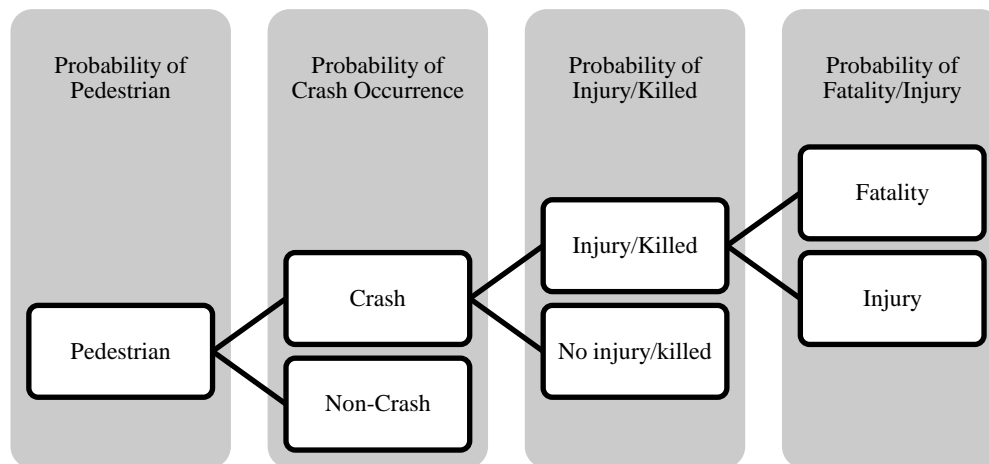 Probability of
Pedestrian
Probability of
Crash Occurrence
Probability of
Injury/Killed
Probability of
Fatality/Injury
Pedestrian
Crash
Non-Crash
Injury/Killed
No injury/killed
Fatality
Injury